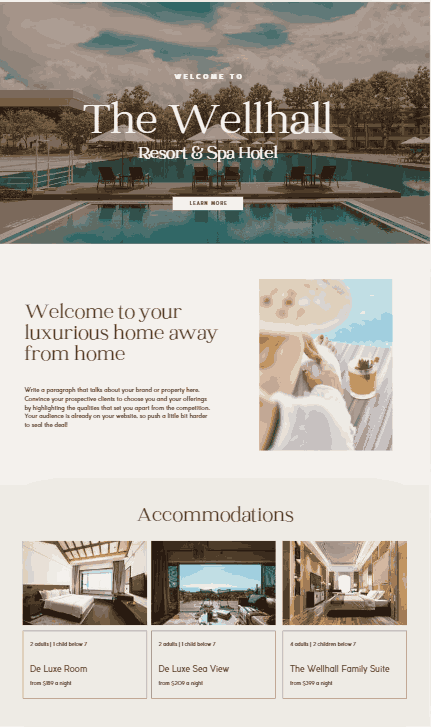 WELCOME TO
The Wellhall
Resort & Spa Hotel
LEARN MORE
Welcome to your
luxurious home away
from home
Write a paragraph that talks about your brand or property here.
Convince your prospective clients to choose you and your offerings
by highlighting the qualities that set you apart from the competition.
Your audience is already on your website, so push a little bit harder
to seal the deal!
Accommodations
2 adults | 1 child below 7
De Luxe Room
from $189 a night
2 adults | 1 child below 7
De Luxe Sea View
from $209 a night
4 adults | 2 children below 7
The Wellhall Family Suite
from $399 a night